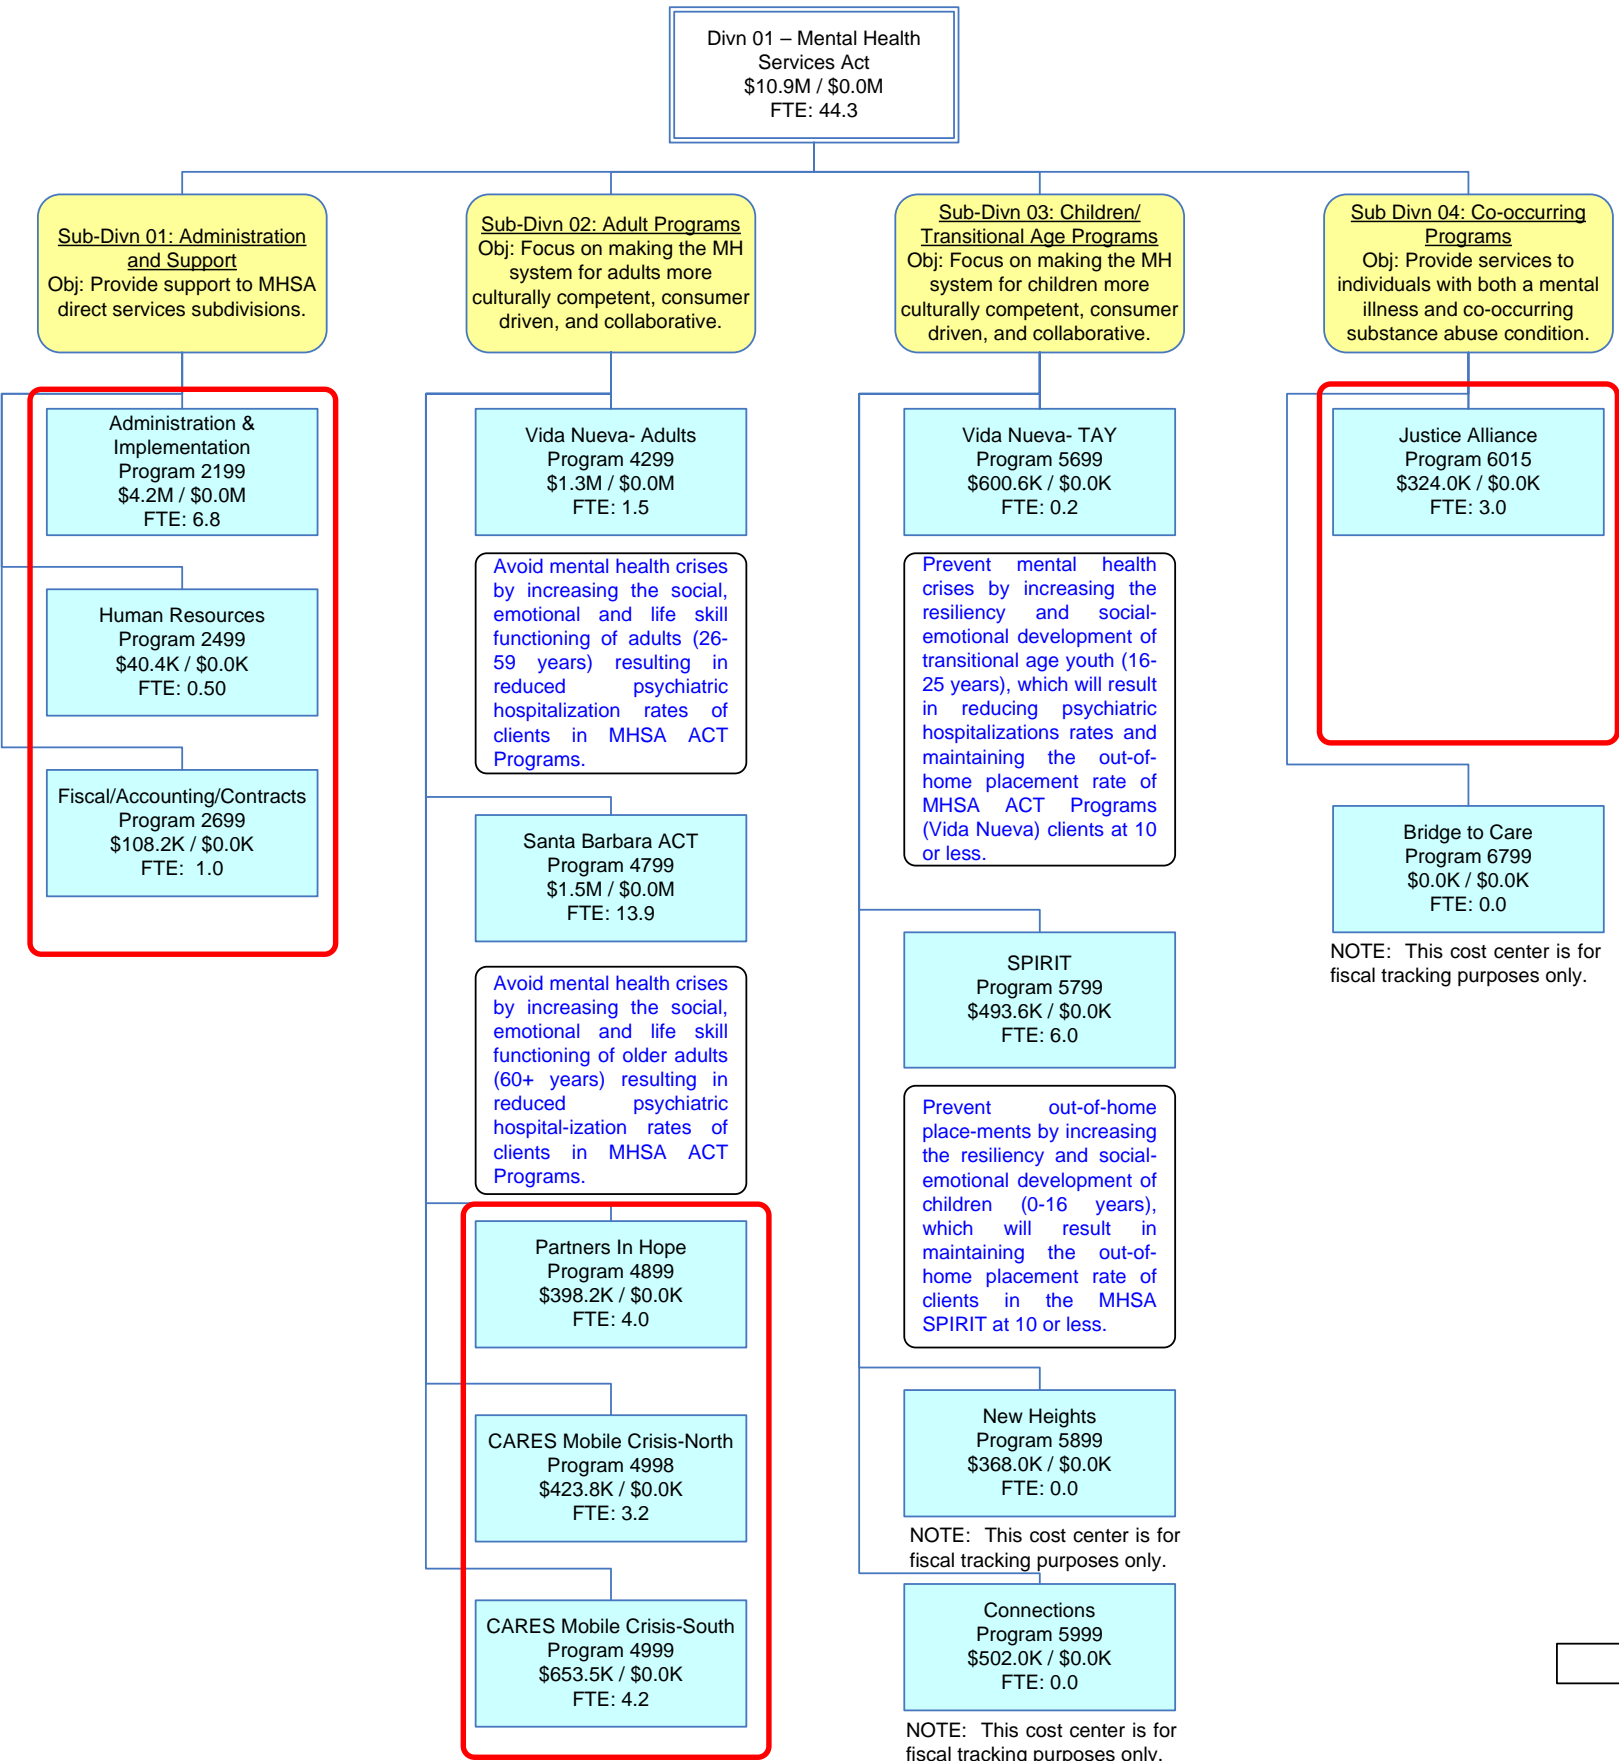 Divn 01 – Mental Health
Services Act
$10.9M / $0.0M
FTE: 44.3
Sub-Divn 01: Administration
and Support
Obj: Provide support to MHSA
direct services subdivisions.
Administration &
Implementation
Program 2199
$4.2M / $0.0M
FTE: 6.8
Human Resources
Program 2499
$40.4K / $0.0K
FTE: 0.50
Fiscal/Accounting/Contracts
Program 2699
$108.2K / $0.0K
FTE:  1.0
Sub-Divn 02: Adult Programs
Obj: Focus on making the MH
system for adults more
culturally competent, consumer
driven, and collaborative.
Vida Nueva- Adults
Program 4299
$1.3M / $0.0M
FTE: 1.5
Avoid mental health crises
by increasing the social,
emotional and life skill
functioning of adults (26-
59 years) resulting in
reduced psychiatric
hospitalization rates of
clients in MHSA ACT
Programs.
Santa Barbara ACT
Program 4799
$1.5M / $0.0M
FTE: 13.9
Avoid mental health crises
by increasing the social,
emotional and life skill
functioning of older adults
(60+ years) resulting in
reduced psychiatric
hospital-ization rates of
clients in MHSA ACT
Programs.
Partners In Hope
Program 4899
$398.2K / $0.0K
FTE: 4.0
CARES Mobile Crisis-North
Program 4998
$423.8K / $0.0K
FTE: 3.2
CARES Mobile Crisis-South
Program 4999
$653.5K / $0.0K
FTE: 4.2
Sub-Divn 03: Children/
Transitional Age Programs
Obj: Focus on making the MH
system for children more
culturally competent, consumer
driven, and collaborative.
Vida Nueva- TAY
Program 5699
$600.6K / $0.0K
FTE: 0.2
Prevent mental health
crises by increasing the
resiliency and social-
emotional development of
transitional age youth (16-
25 years), which will result
in reducing psychiatric
hospitalizations rates and
maintaining the out-of-
home placement rate of
MHSA ACT Programs
(Vida Nueva) clients at 10
or less.
SPIRIT
Program 5799
$493.6K / $0.0K
FTE: 6.0
Prevent out-of-home
place-ments by increasing
the resiliency and social-
emotional development of
children (0-16 years),
which will result in
maintaining the out-of-
home placement rate of
clients in the MHSA
SPIRIT at 10 or less.
New Heights
Program 5899
$368.0K / $0.0K
FTE: 0.0
NOTE:  This cost center is for
fiscal tracking purposes only.
Connections
Program 5999
$502.0K / $0.0K
FTE: 0.0
NOTE:  This cost center is for
fiscal tracking purposes only.
Sub Divn 04: Co-occurring
Programs
Obj: Provide services to
individuals with both a mental
illness and co-occurring
substance abuse condition.
Justice Alliance
Program 6015
$324.0K / $0.0K
FTE: 3.0
Bridge to Care
Program 6799
$0.0K / $0.0K
FTE: 0.0
NOTE:  This cost center is for
fiscal tracking purposes only.